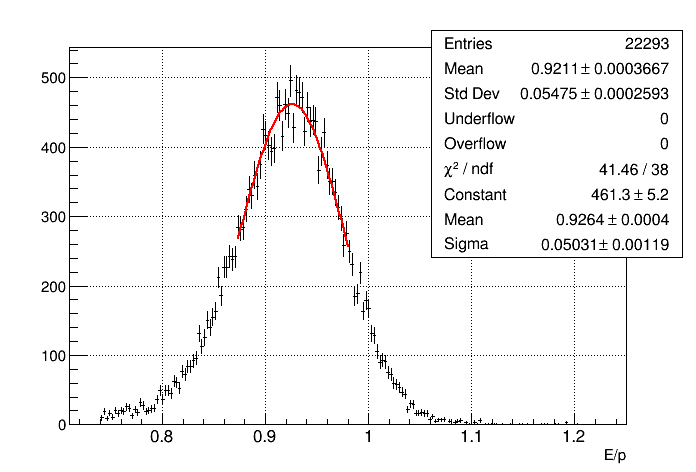 Entries 22293
Mean 0.9211 ± 0.0003667
Std Dev 0.05475 ± 0.0002593
Underflow 0
Overflow 0
χ² / ndf 41.46 / 38
Constant 461.3 ± 5.2
Mean 0.9264 ± 0.0004
Sigma 0.05031 ± 0.00119
500
400
300
200
100
0
0.8 0.9 1 1.1 1.2
E/p